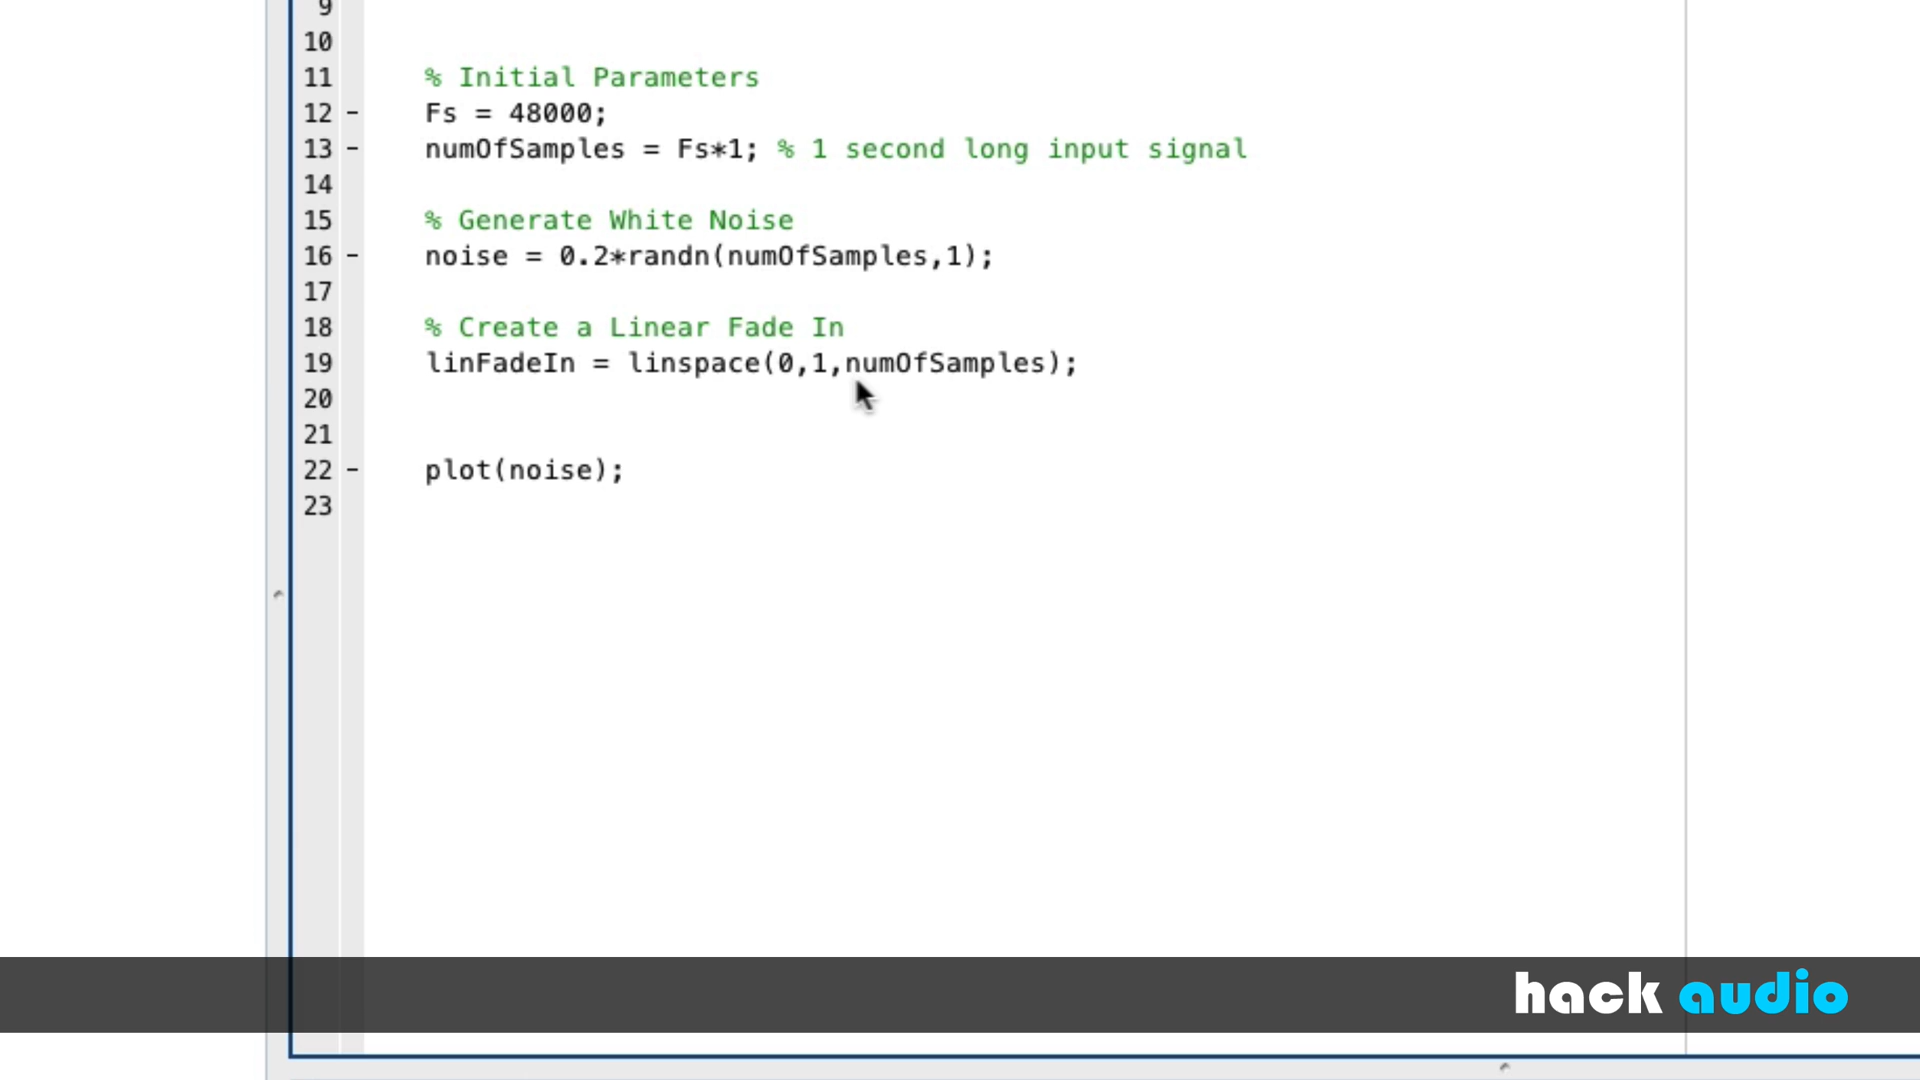 9
10
11 % Initial Parameters
12 - Fs = 48000;
13 - numOfSamples = Fs*1; % 1 second long input signal
14
15 % Generate White Noise
16 - noise = 0.2*randn(numOfSamples,1);
17
18 % Create a Linear Fade In
19 linFadeIn = linspace(0,1,numOfSamples);
20
21
22 - plot(noise);
23
hack audio